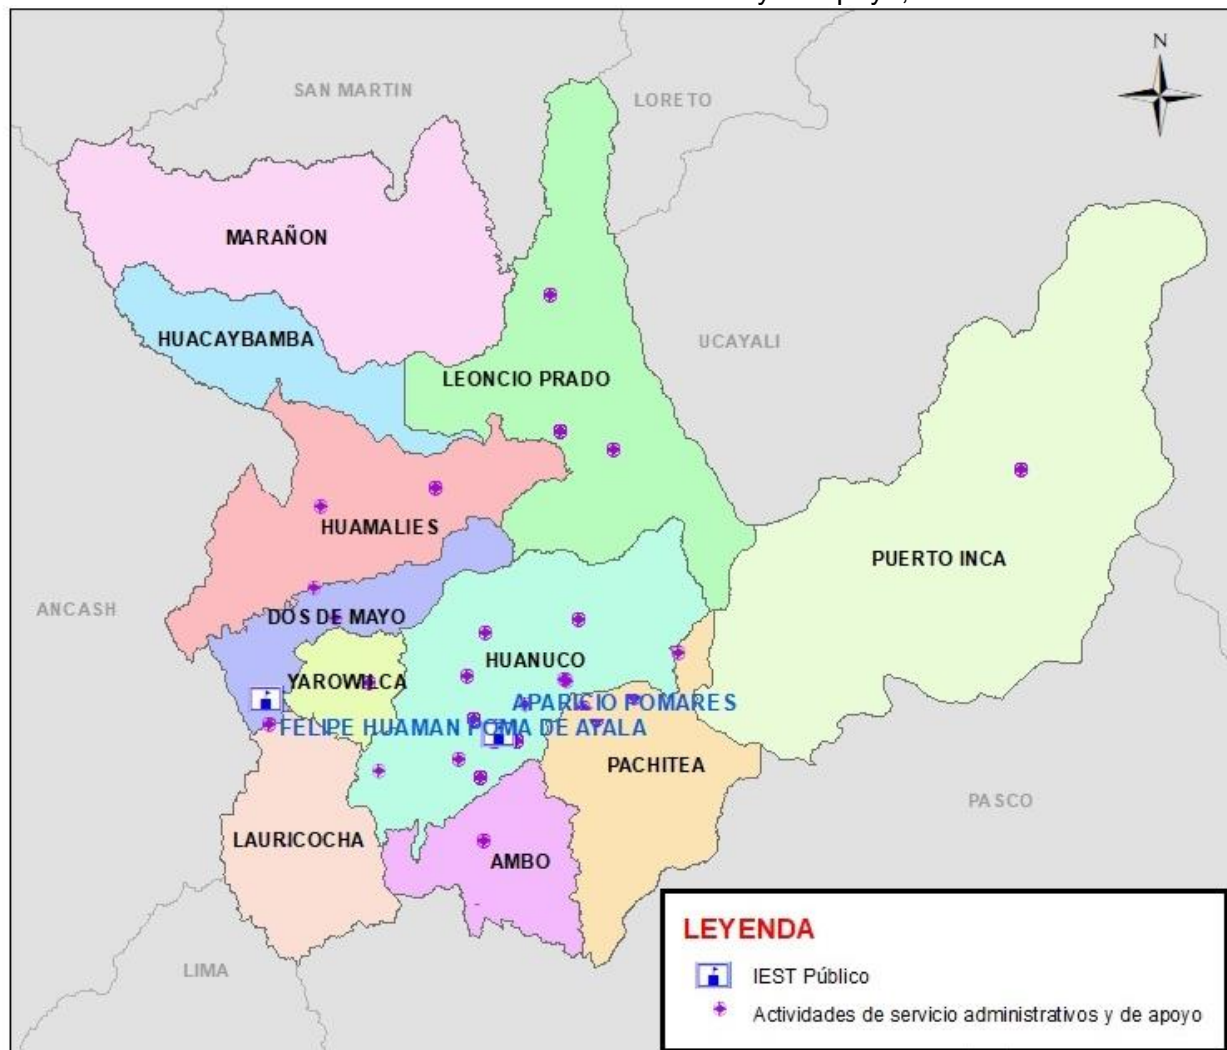 N
SAN MARTIN
LORETO
MARAÑON
HUACAYBAMBA
UCAYALI
LEONCIO PRADO
HUAMALIES
PUERTO INCA
ANCASH
DOS DE MAYO
HUANUCO
YAROWILCA
APARICIO POMARES
FELIPE HUAMAN POMA DE AYALA
PACHITEA
PASCO
LAURICOCHA
AMBO
LIMA
LEYENDA
IEST Público
Actividades de servicio administrativos y de apoyo